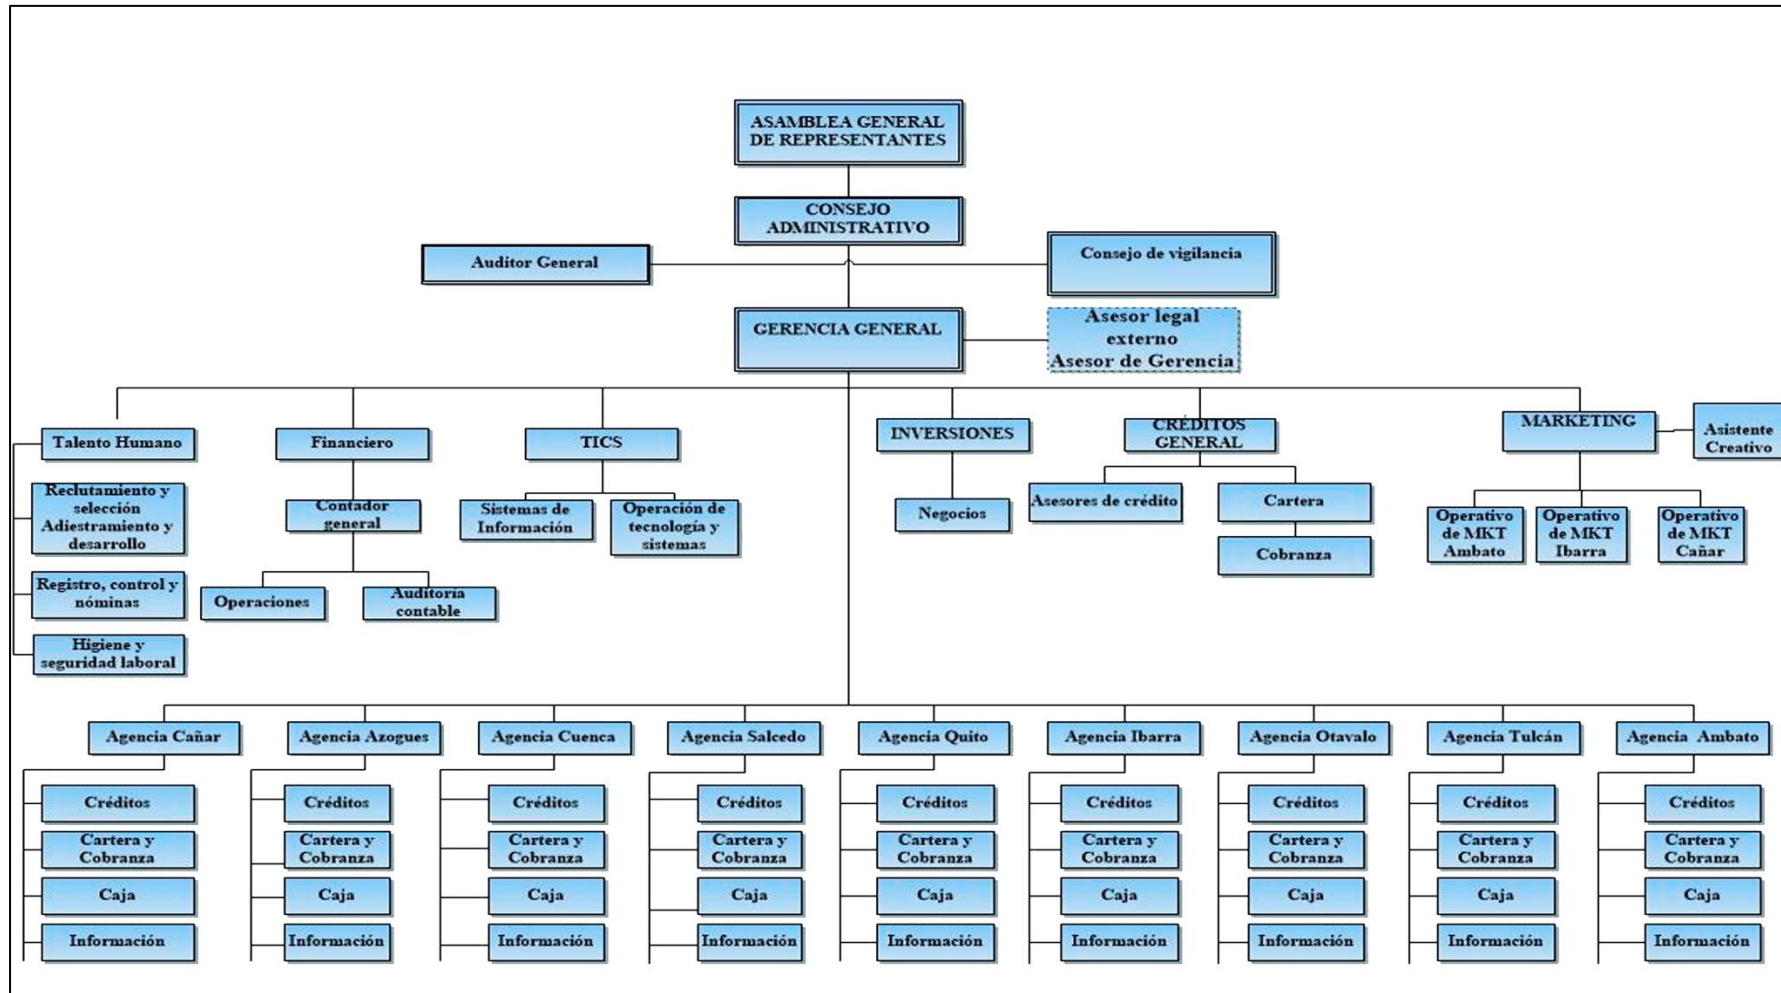 ASAMBLEA GENERAL
DE REPRESENTANTES
CONSEJO
ADMINISTRATIVO
Auditor General
Consejo de vigilancia
GERENCIA GENERAL
Asesor legal
externo
Asesor de Gerencia
Talento Humano
Financiero
TICS
INVERSIONES
CRÉDITOS
GENERAL
MARKETING
Asistente
Creativo
Reclutamiento y
selección
Adiestramiento y
desarrollo
Registro, control y
nóminas
Higiene y
seguridad laboral
Contador
general
Operaciones
Auditoría
contable
Sistemas de
Información
Operación de
tecnología y
sistemas
Negocios
Asesores de crédito
Cartera
Cobranza
Operativo
de MKT
Ambato
Operativo
de MKT
Ibarra
Operativo
de MKT
Cañar
Agencia Cañar
Créditos
Cartera y
Cobranza
Caja
Información
Agencia Azogues
Créditos
Cartera y
Cobranza
Caja
Información
Agencia Cuenca
Créditos
Cartera y
Cobranza
Caja
Información
Agencia Salcedo
Créditos
Cartera y
Cobranza
Caja
Información
Agencia Quito
Créditos
Cartera y
Cobranza
Caja
Información
Agencia Ibarra
Créditos
Cartera y
Cobranza
Caja
Información
Agencia Otavalo
Créditos
Cartera y
Cobranza
Caja
Información
Agencia Tulcán
Créditos
Cartera y
Cobranza
Caja
Información
Agencia Ambato
Créditos
Cartera y
Cobranza
Caja
Información